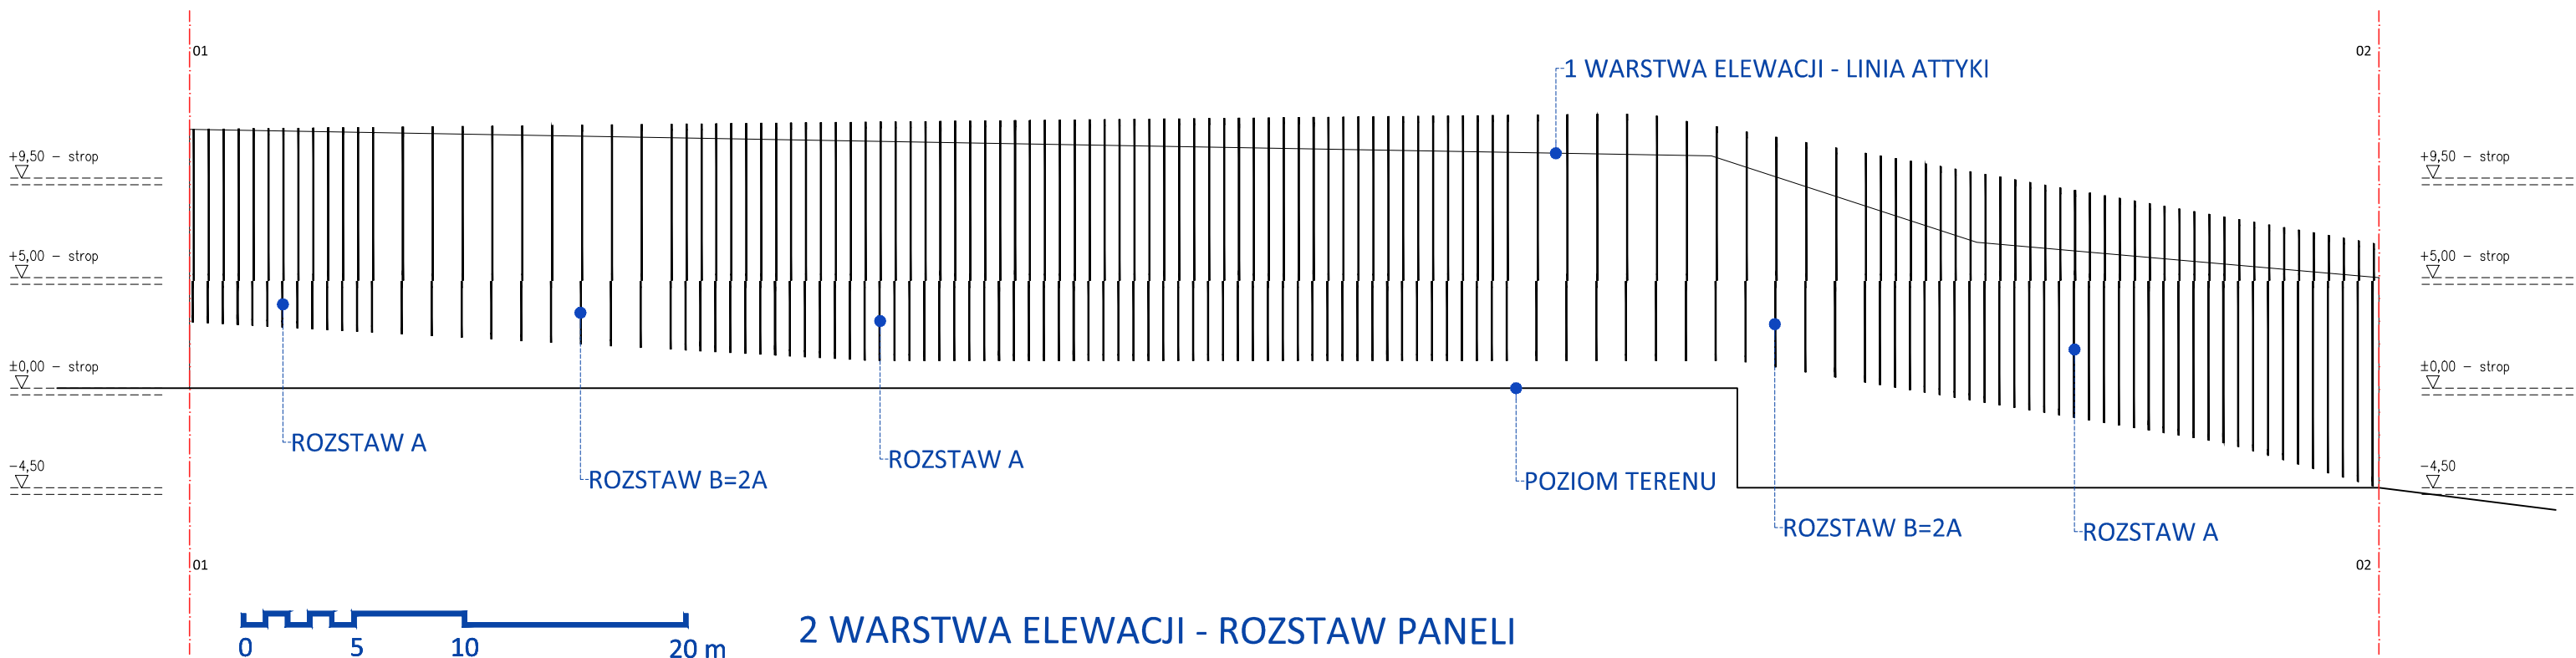 01
02
1 WARSTWA ELEWACJI - LINIA ATTYKI
+9,50 – strop
+9,50 – strop
+5,00 – strop
+5,00 – strop
±0,00 – strop
±0,00 – strop
ROZSTAW A
ROZSTAW A
−4,50
−4,50
ROZSTAW B=2A
POZIOM TERENU
ROZSTAW B=2A
ROZSTAW A
01
02
2 WARSTWA ELEWACJI - ROZSTAW PANELI
0 5 10 20 m